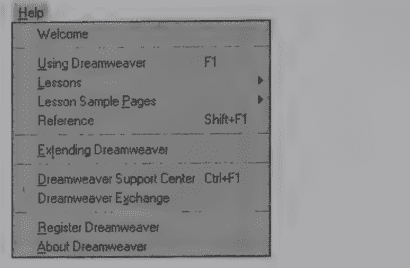 Help
Welcome
Using Dreamweaver F1
Lessons
Lesson Sample Pages
Reference Shift+F1
Extending Dreamweaver
Dreamweaver Support Center Ctrl+F1
Dreamweaver Exchange
Register Dreamweaver
About Dreamweaver